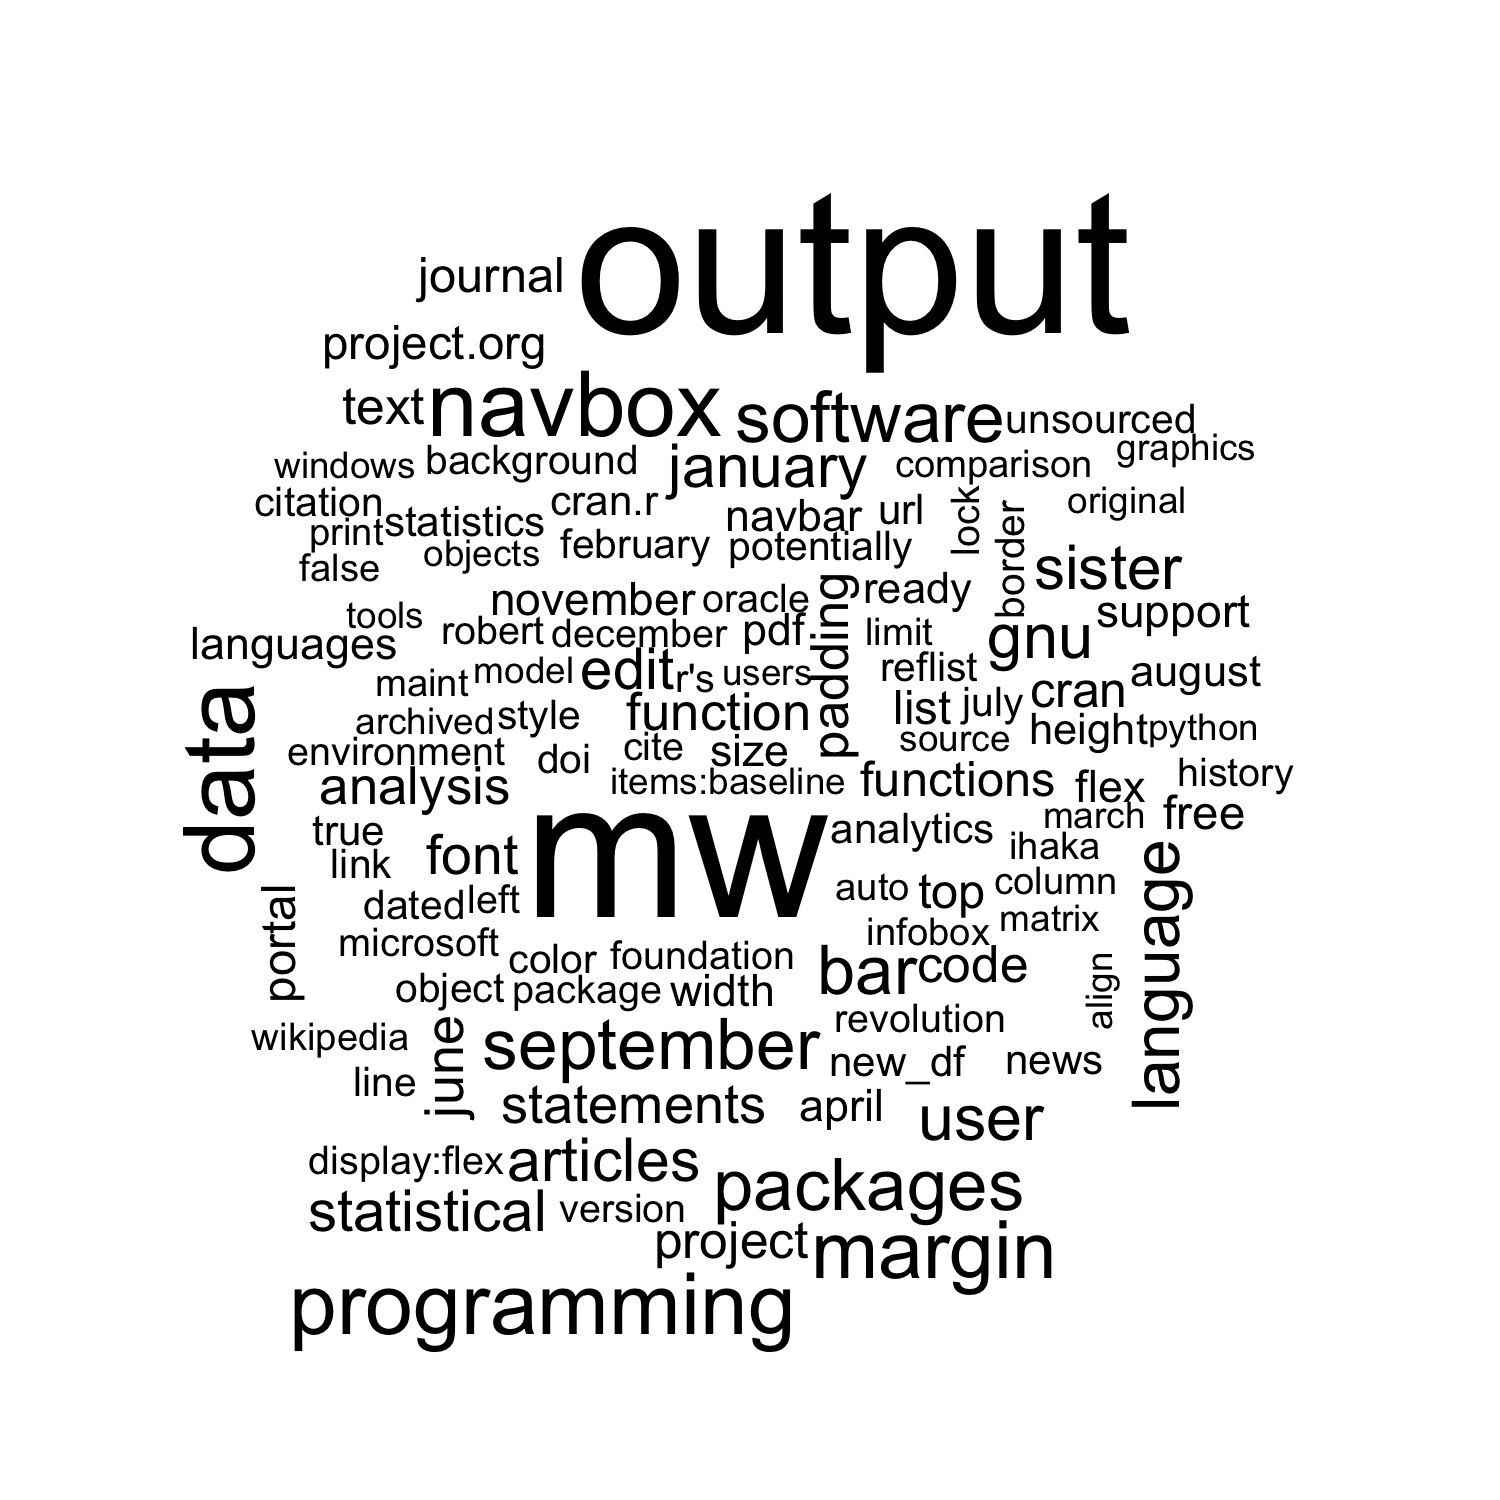 output
journal
project.org
text navbox software unsourced
graphics
windows background january comparison
citation cran.r navbar url lock original
print statistics
objects february potentially border
false sister
november oracle padding ready
tools support
languages robert december pdf limit gnu
maint model edit r's users reflist august
data archived style function list july cran
environment doi cite size source height python
analysis items:baseline functions flex history
true mw analytics march free
link font ihaka
portal dated left auto top column language
microsoft infobox matrix
color foundation bar code
object package width align
wikipedia june september revolution
line new_df news
statements april user
display:flex articles packages
statistical version
project margin
programming